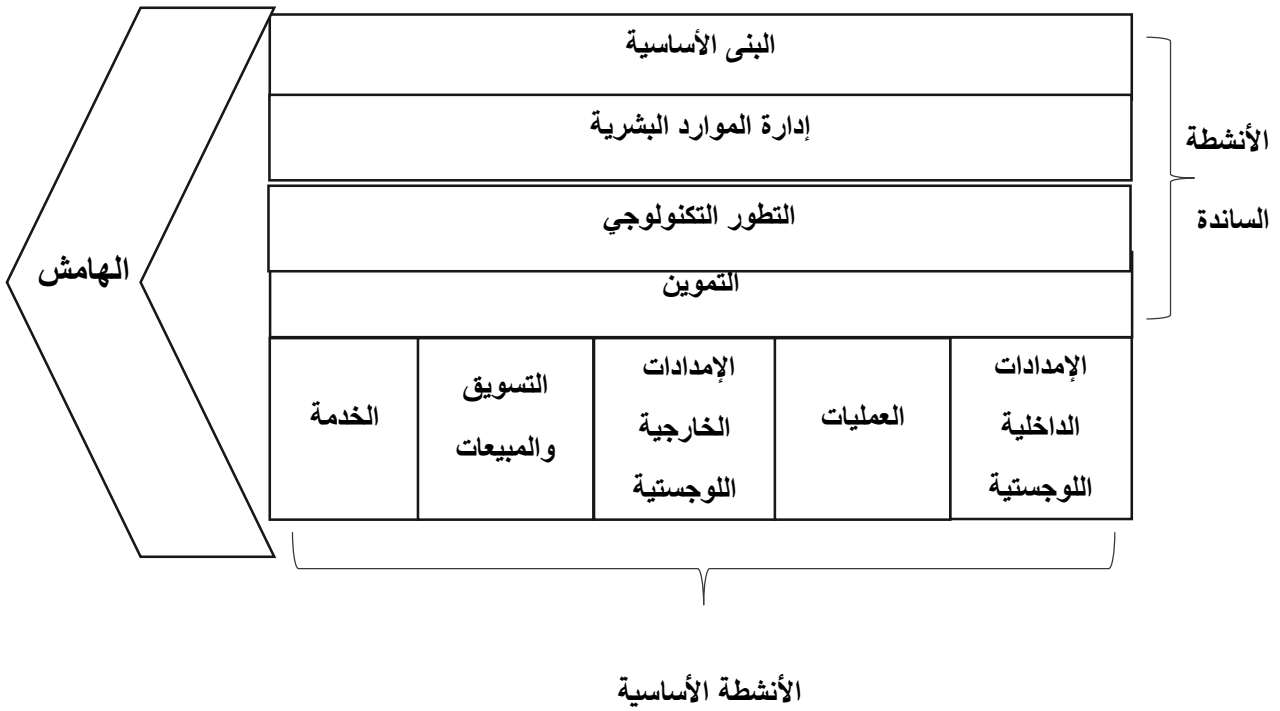 البنى الأساسية
إدارة الموارد البشرية
التطور التكنولوجي
التموين
الأنشطة
الساندة
الإمدادات
الداخلية
اللوجستية
العمليات
الإمدادات
الخارجية
اللوجستية
التسويق
والمبيعات
الخدمة
الهامش
الأنشطة الأساسية